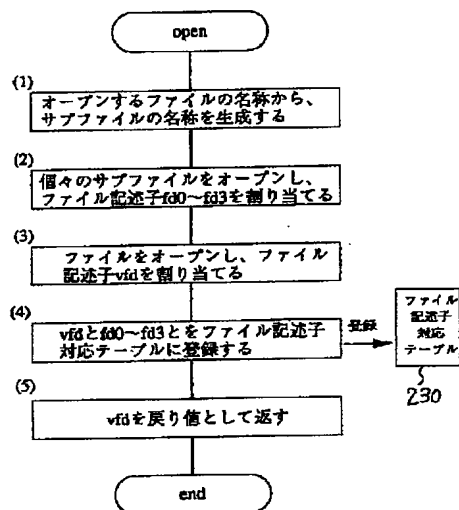 open
(1)
オープンするファイルの名称から、
サブファイルの名称を生成する
(2)
個々のサブファイルをオープンし、
ファイル記述子fd0～fd3を割り当てる
(3)
ファイルをオープンし、ファイル
記述子vfdを割り当てる
(4)
vfdとfd0～fd3とをファイル記述子
対応テーブルに登録する
登録
ファイル
記述子
対応
テーブル
230
(5)
vfdを戻り値として返す
end